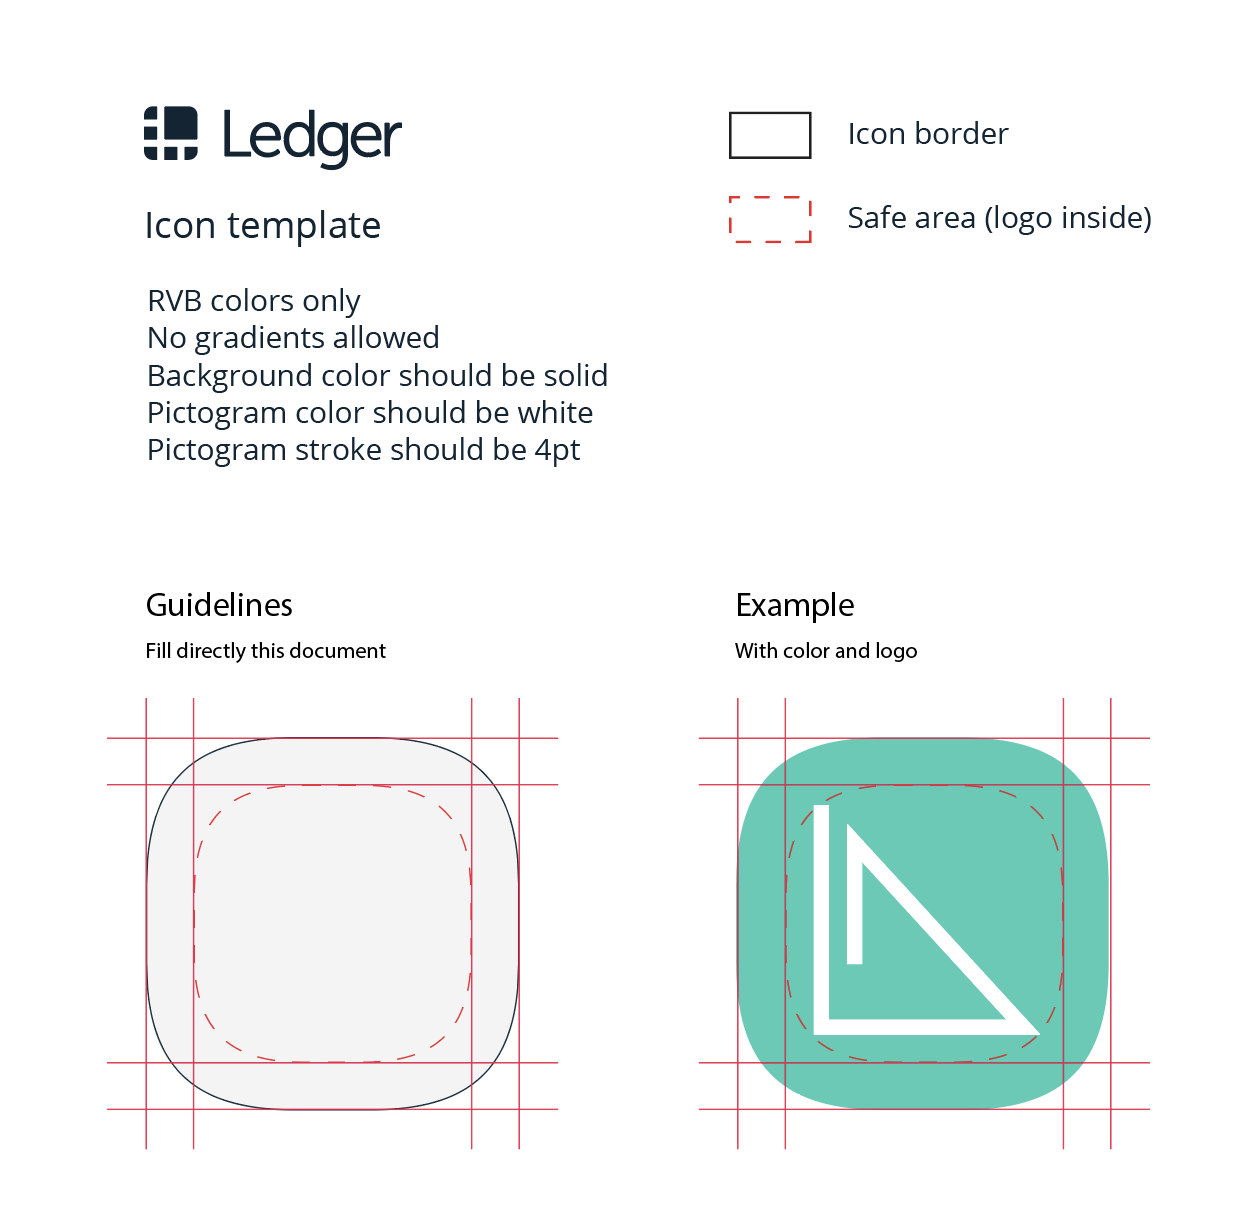 Ledger
Icon template
RVB colors only
No gradients allowed
Background color should be solid
Pictogram color should be white
Pictogram stroke should be 4pt
Icon border
Safe area (logo inside)
Guidelines
Fill directly this document
Example
With color and logo